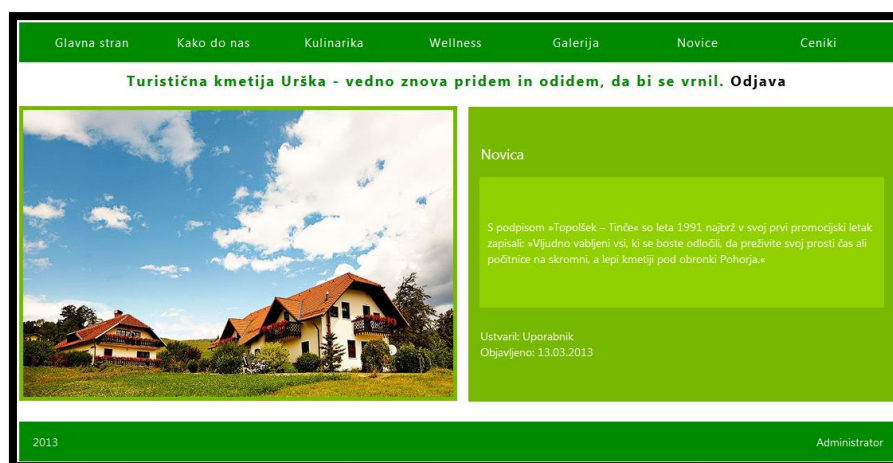 Glavna stran Kako do nas Kulinarika Wellness Galerija Novice Ceniki
Turistična kmetija Urška - vedno znova pridem in odidem, da bi se vrnil. Odjava
Novica
S podpisom »Topolšek – Tinče« so leta 1991 najbrž v svoj prvi promocijski letak
zapisali: »Vljudno vabljeni vsi, ki se boste odločili, da preživite svoj prosti čas ali
počitnice na skromni, a lepi kmetiji pod obronki Pohorja.«
Ustvaril: Uporabnik
Objavljeno: 13.03.2013
2013 Administrator